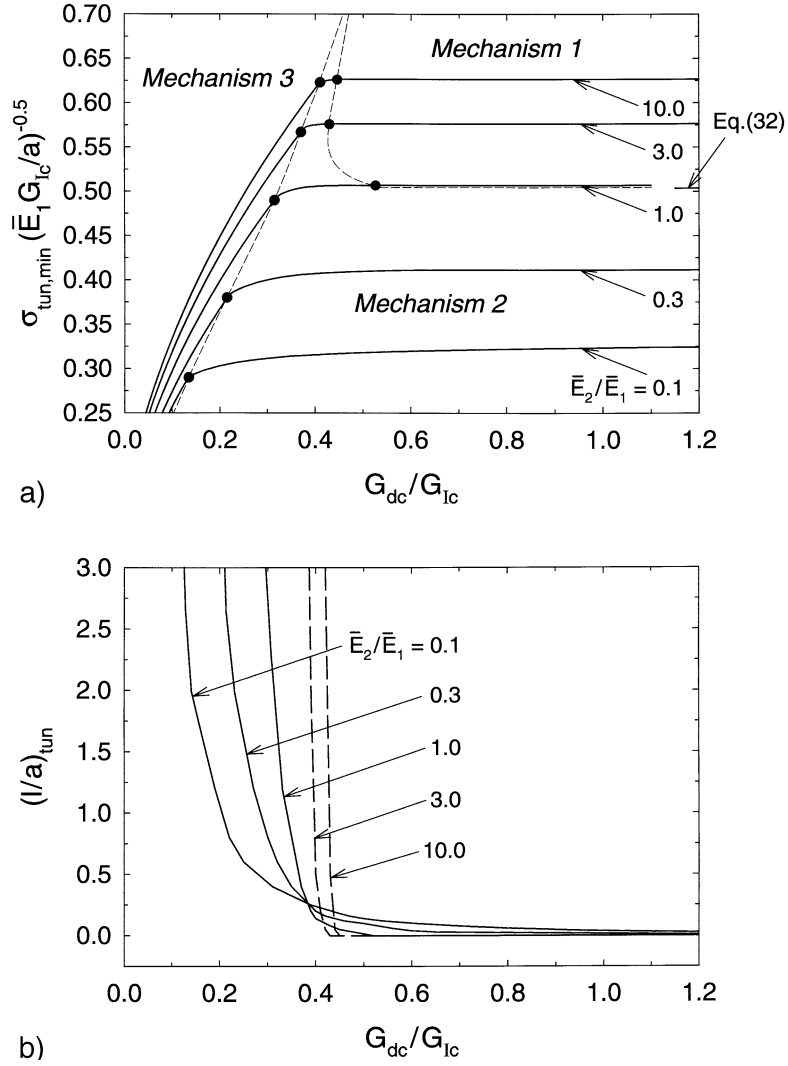 0.70
0.65
0.60
0.55
0.50
0.45
0.40
0.35
0.30
0.25
σtun,min (Ē1GIc/a)-0.5
Mechanism 3
Mechanism 1
10.0
Eq.(32)
3.0
1.0
0.3
Mechanism 2
Ē2/Ē1 = 0.1
0.0 0.2 0.4 0.6 0.8 1.0 1.2
a)
Gdc/GIc
3.0
2.5
2.0
1.5
1.0
0.5
0.0
(l/a)tun
Ē2/Ē1 = 0.1
0.3
1.0
3.0
10.0
0.0 0.2 0.4 0.6 0.8 1.0 1.2
b)
Gdc/GIc